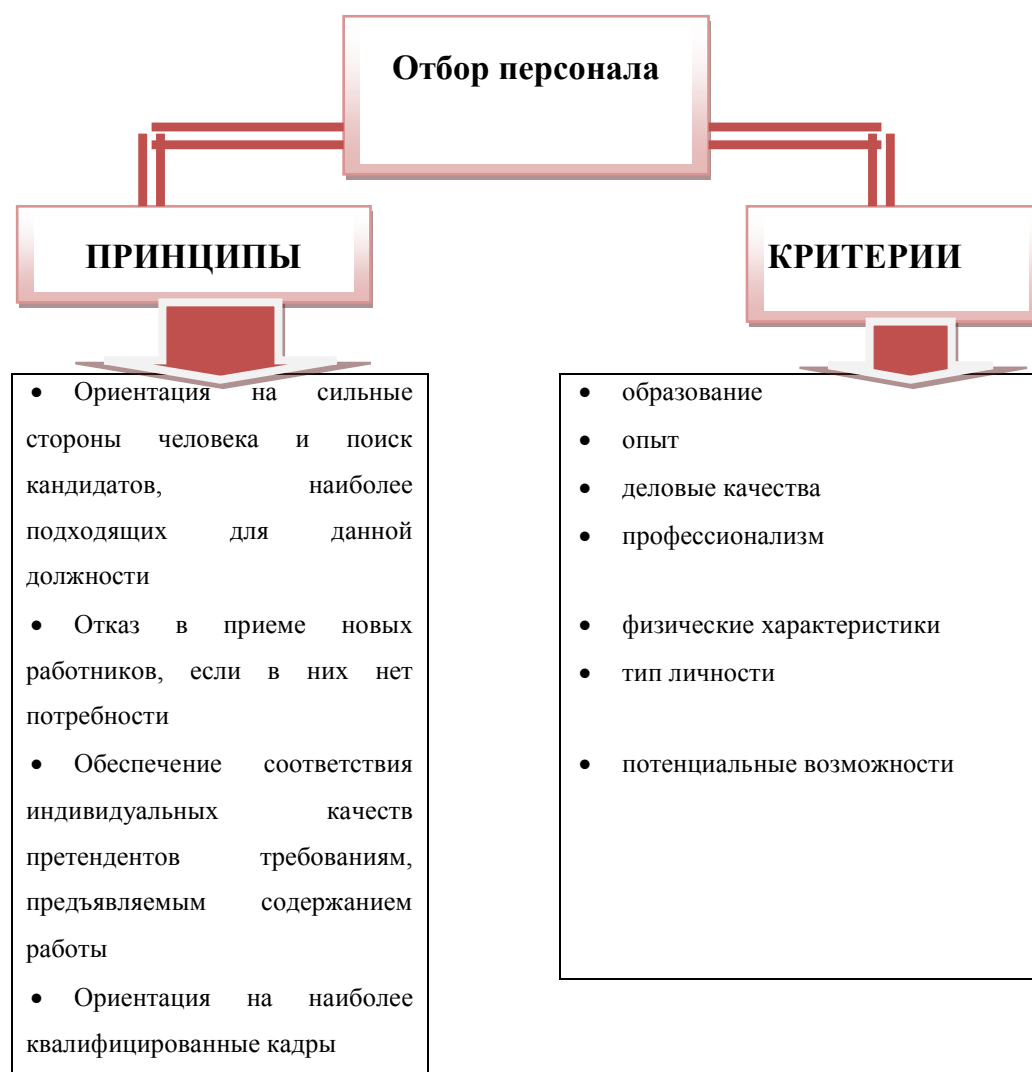 Отбор персонала
ПРИНЦИПЫ
• Ориентация на сильные
стороны человека и поиск
кандидатов, наиболее
подходящих для данной
должности
• Отказ в приеме новых
работников, если в них нет
потребности
• Обеспечение соответствия
индивидуальных качеств
претендентов требованиям,
предъявляемым содержанием
работы
• Ориентация на наиболее
квалифицированные кадры
КРИТЕРИИ
• образование
• опыт
• деловые качества
• профессионализм
• физические характеристики
• тип личности
• потенциальные возможности